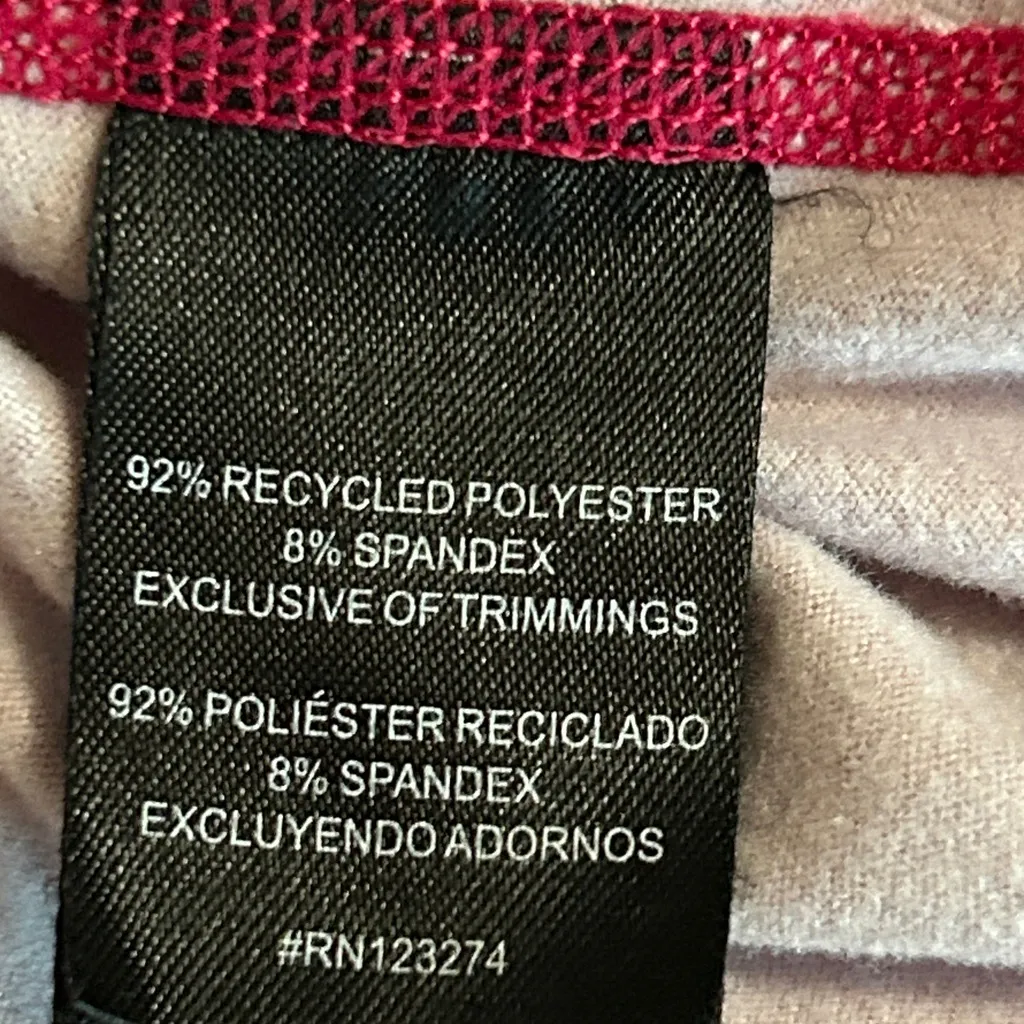 92% RECYCLED POLYESTER
8% SPANDEX
EXCLUSIVE OF TRIMMINGS
92% POLIÉSTER RECICLADO
8% SPANDEX
EXCLUYENDO ADORNOS
#RN123274